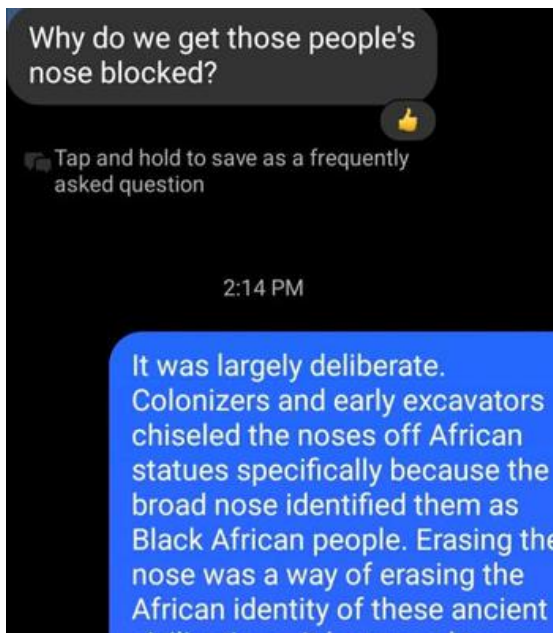 Why do we get those people's
nose blocked?
Tap and hold to save as a frequently
asked question
2:14 PM
It was largely deliberate.
Colonizers and early excavators
chiseled the noses off African
statues specifically because the
broad nose identified them as
Black African people. Erasing the
nose was a way of erasing the
African identity of these ancient